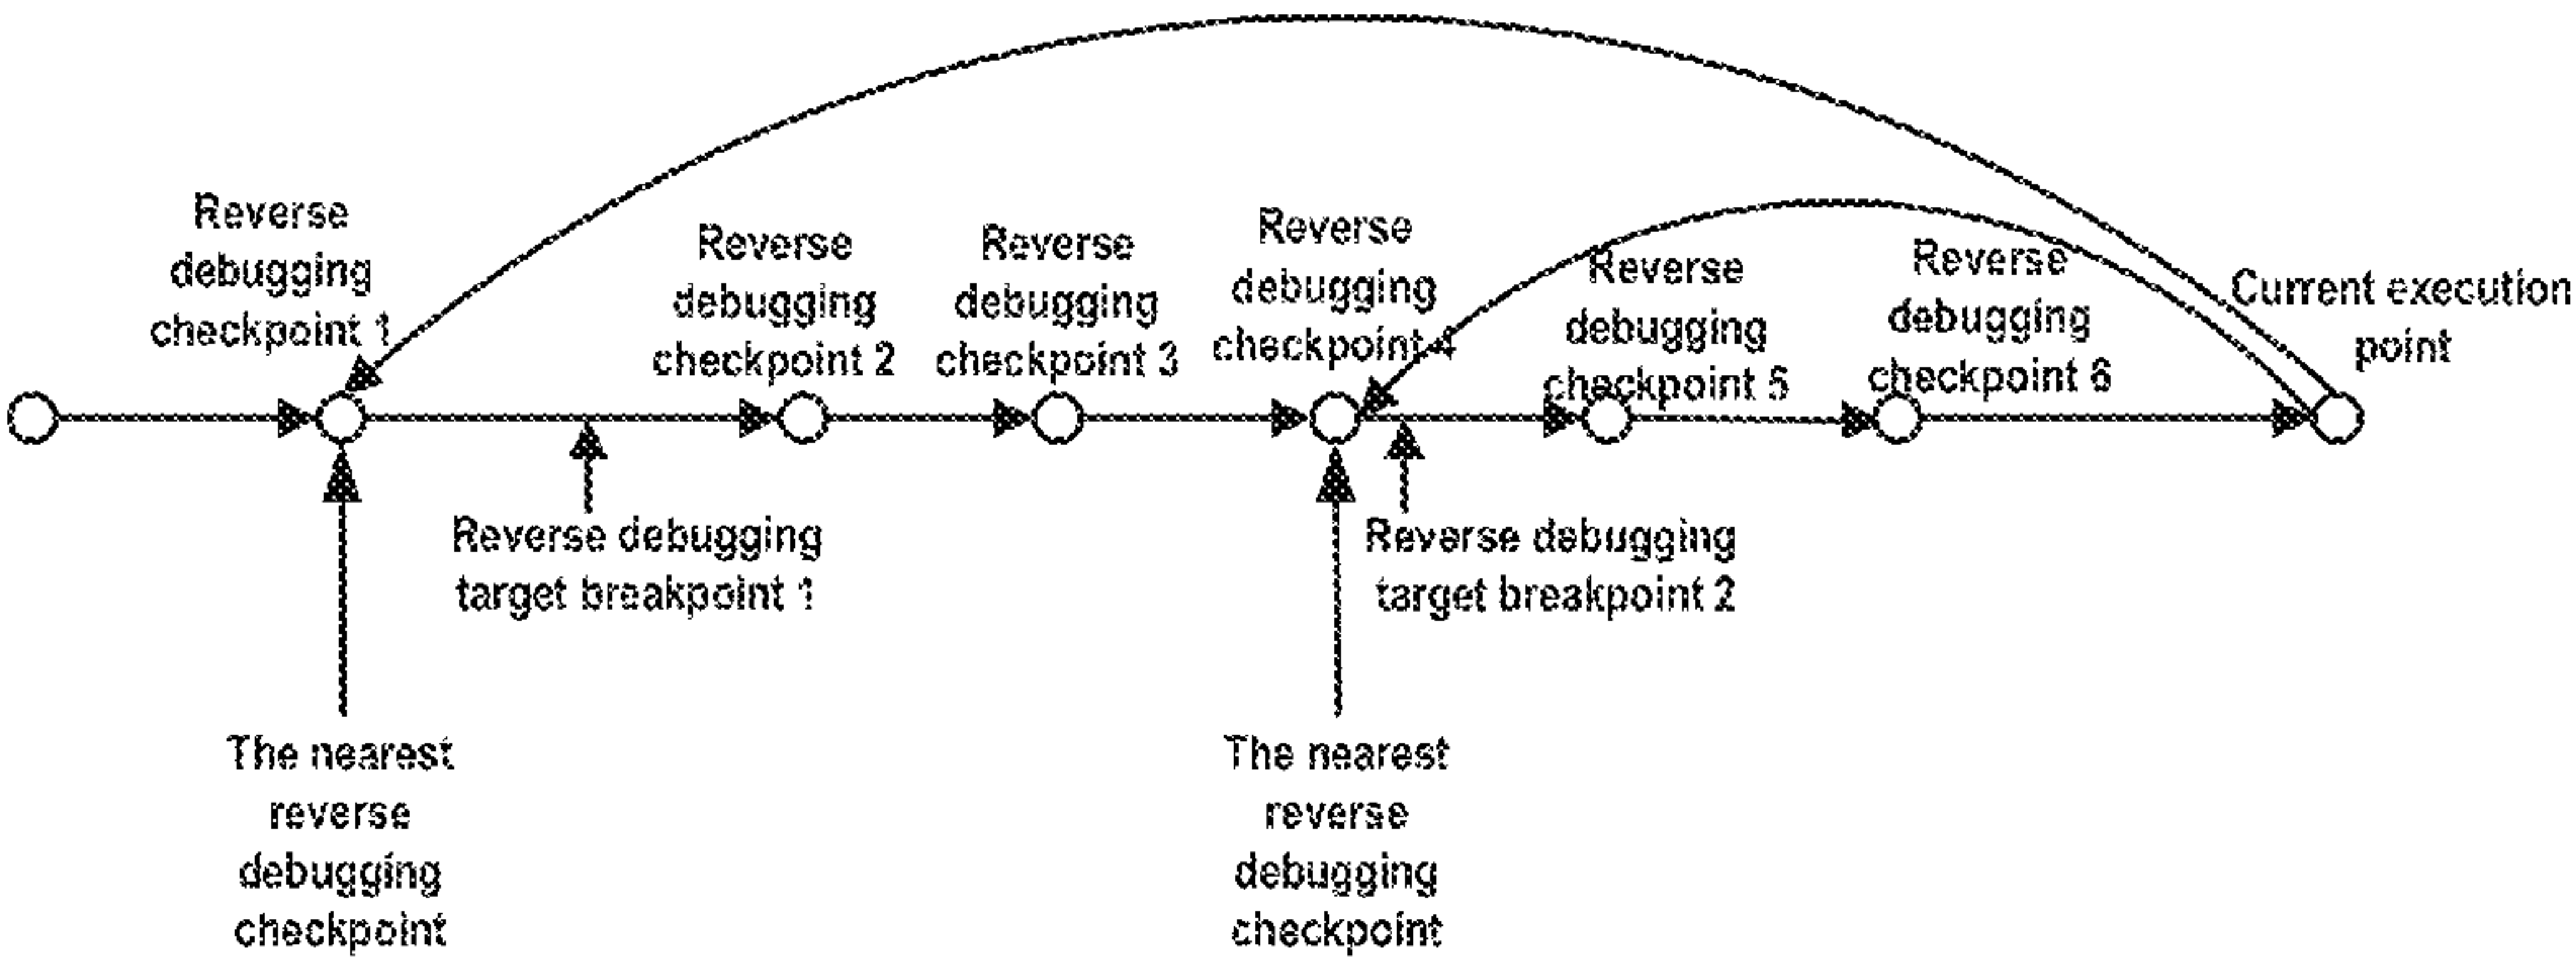 Reverse
debugging
checkpoint 1
Reverse
debugging
checkpoint 2
Reverse
debugging
checkpoint 3
Reverse
debugging
checkpoint 4
Reverse
debugging
checkpoint 5
Reverse
debugging
checkpoint 6
Current execution
point
Reverse debugging
target breakpoint 1
Reverse debugging
target breakpoint 2
The nearest
reverse
debugging
checkpoint
The nearest
reverse
debugging
checkpoint